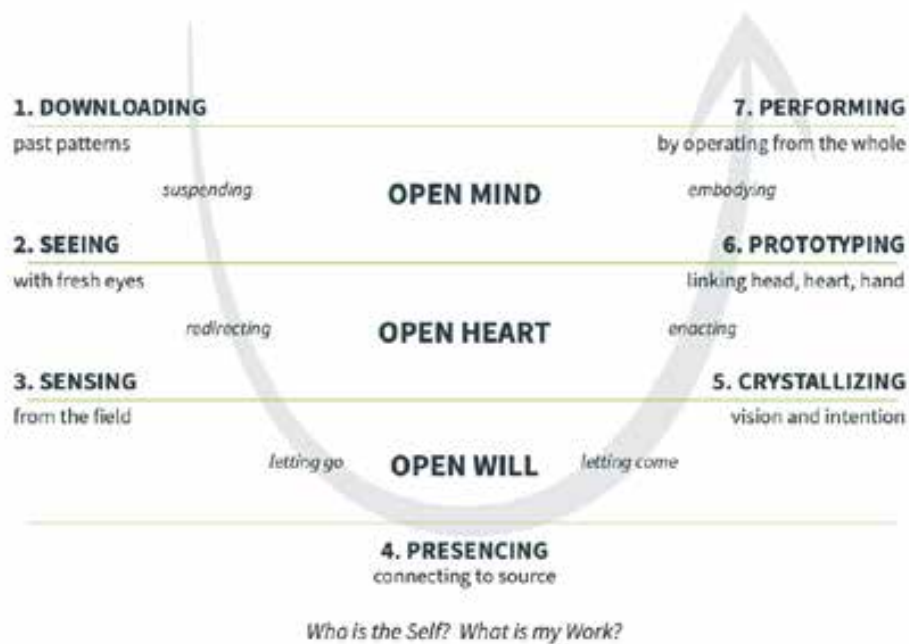 1. DOWNLOADING
7. PERFORMING
past patterns
by operating from the whole
suspending
OPEN MIND
embodying
2. SEEING
6. PROTOTYPING
with fresh eyes
linking head, heart, hand
redirecting
OPEN HEART
enacting
3. SENSING
5. CRYSTALLIZING
from the field
vision and intention
letting go
OPEN WILL
letting come
4. PRESENCING
connecting to source
Who is the Self? What is my Work?